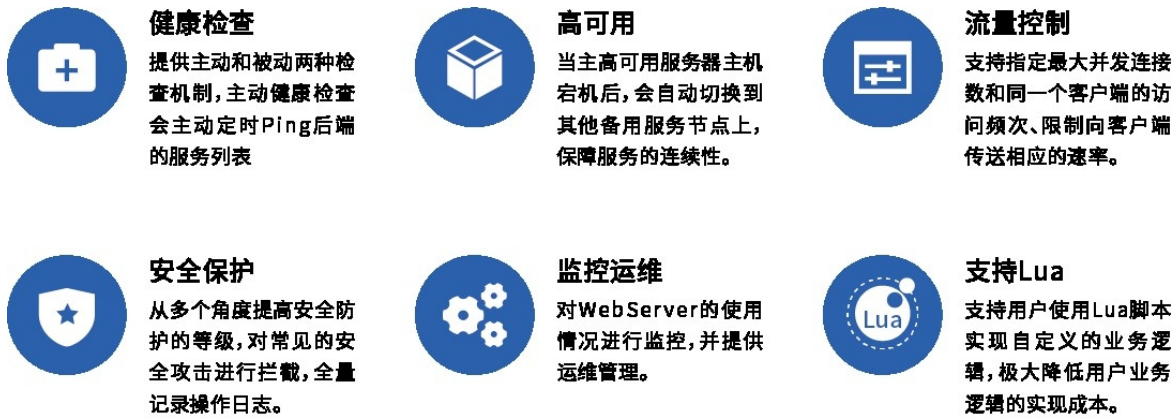 健康检查
提供主动和被动两种检
查机制,主动健康检查
会主动定时Ping后端
的服务列表
高可用
当主高可用服务器主机
宕机后,会自动切换到
其他备用服务节点上,
保障服务的连续性。
流量控制
支持指定最大并发连接
数和同一个客户端的访
问频次、限制向客户端
传送相应的速率。
安全保护
从多个角度提高安全防
护的等级,对常见的安
全攻击进行拦截,全量
记录操作日志。
监控运维
对WebServer的使用
情况进行监控,并提供
运维管理。
Lua
支持Lua
支持用户使用Lua脚本
实现自定义的业务逻
辑,极大降低用户业务
逻辑的实现成本。